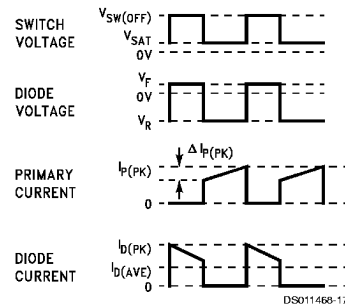 SWITCH
VOLTAGE
VSW(OFF)
VSAT
0V
DIODE
VOLTAGE
VF
0V
VR
PRIMARY
CURRENT
IP(PK)
Δ IP(PK)
0
DIODE
CURRENT
ID(PK)
ID(AVE)
0
DS011468-17